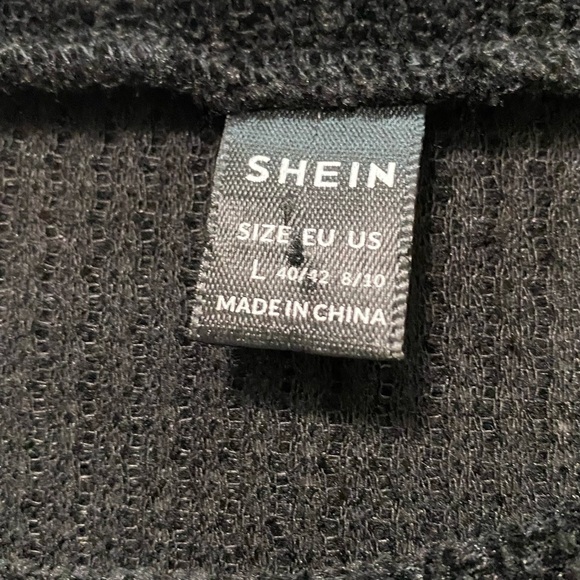 SHEIN
SIZE EU US
L 40/42 8/10
MADE IN CHINA